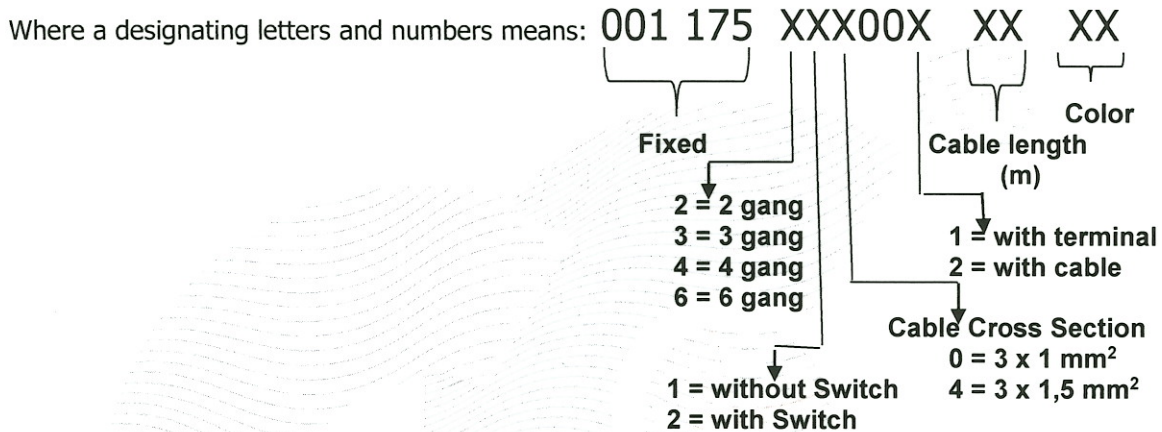 Where a designating letters and numbers means: 001 175 XXX00X XX XX
Color
Fixed
Cable length
(m)
2 = 2 gang
3 = 3 gang
4 = 4 gang
6 = 6 gang
1 = with terminal
2 = with cable
Cable Cross Section
0 = 3 x 1 mm²
4 = 3 x 1,5 mm²
1 = without Switch
2 = with Switch